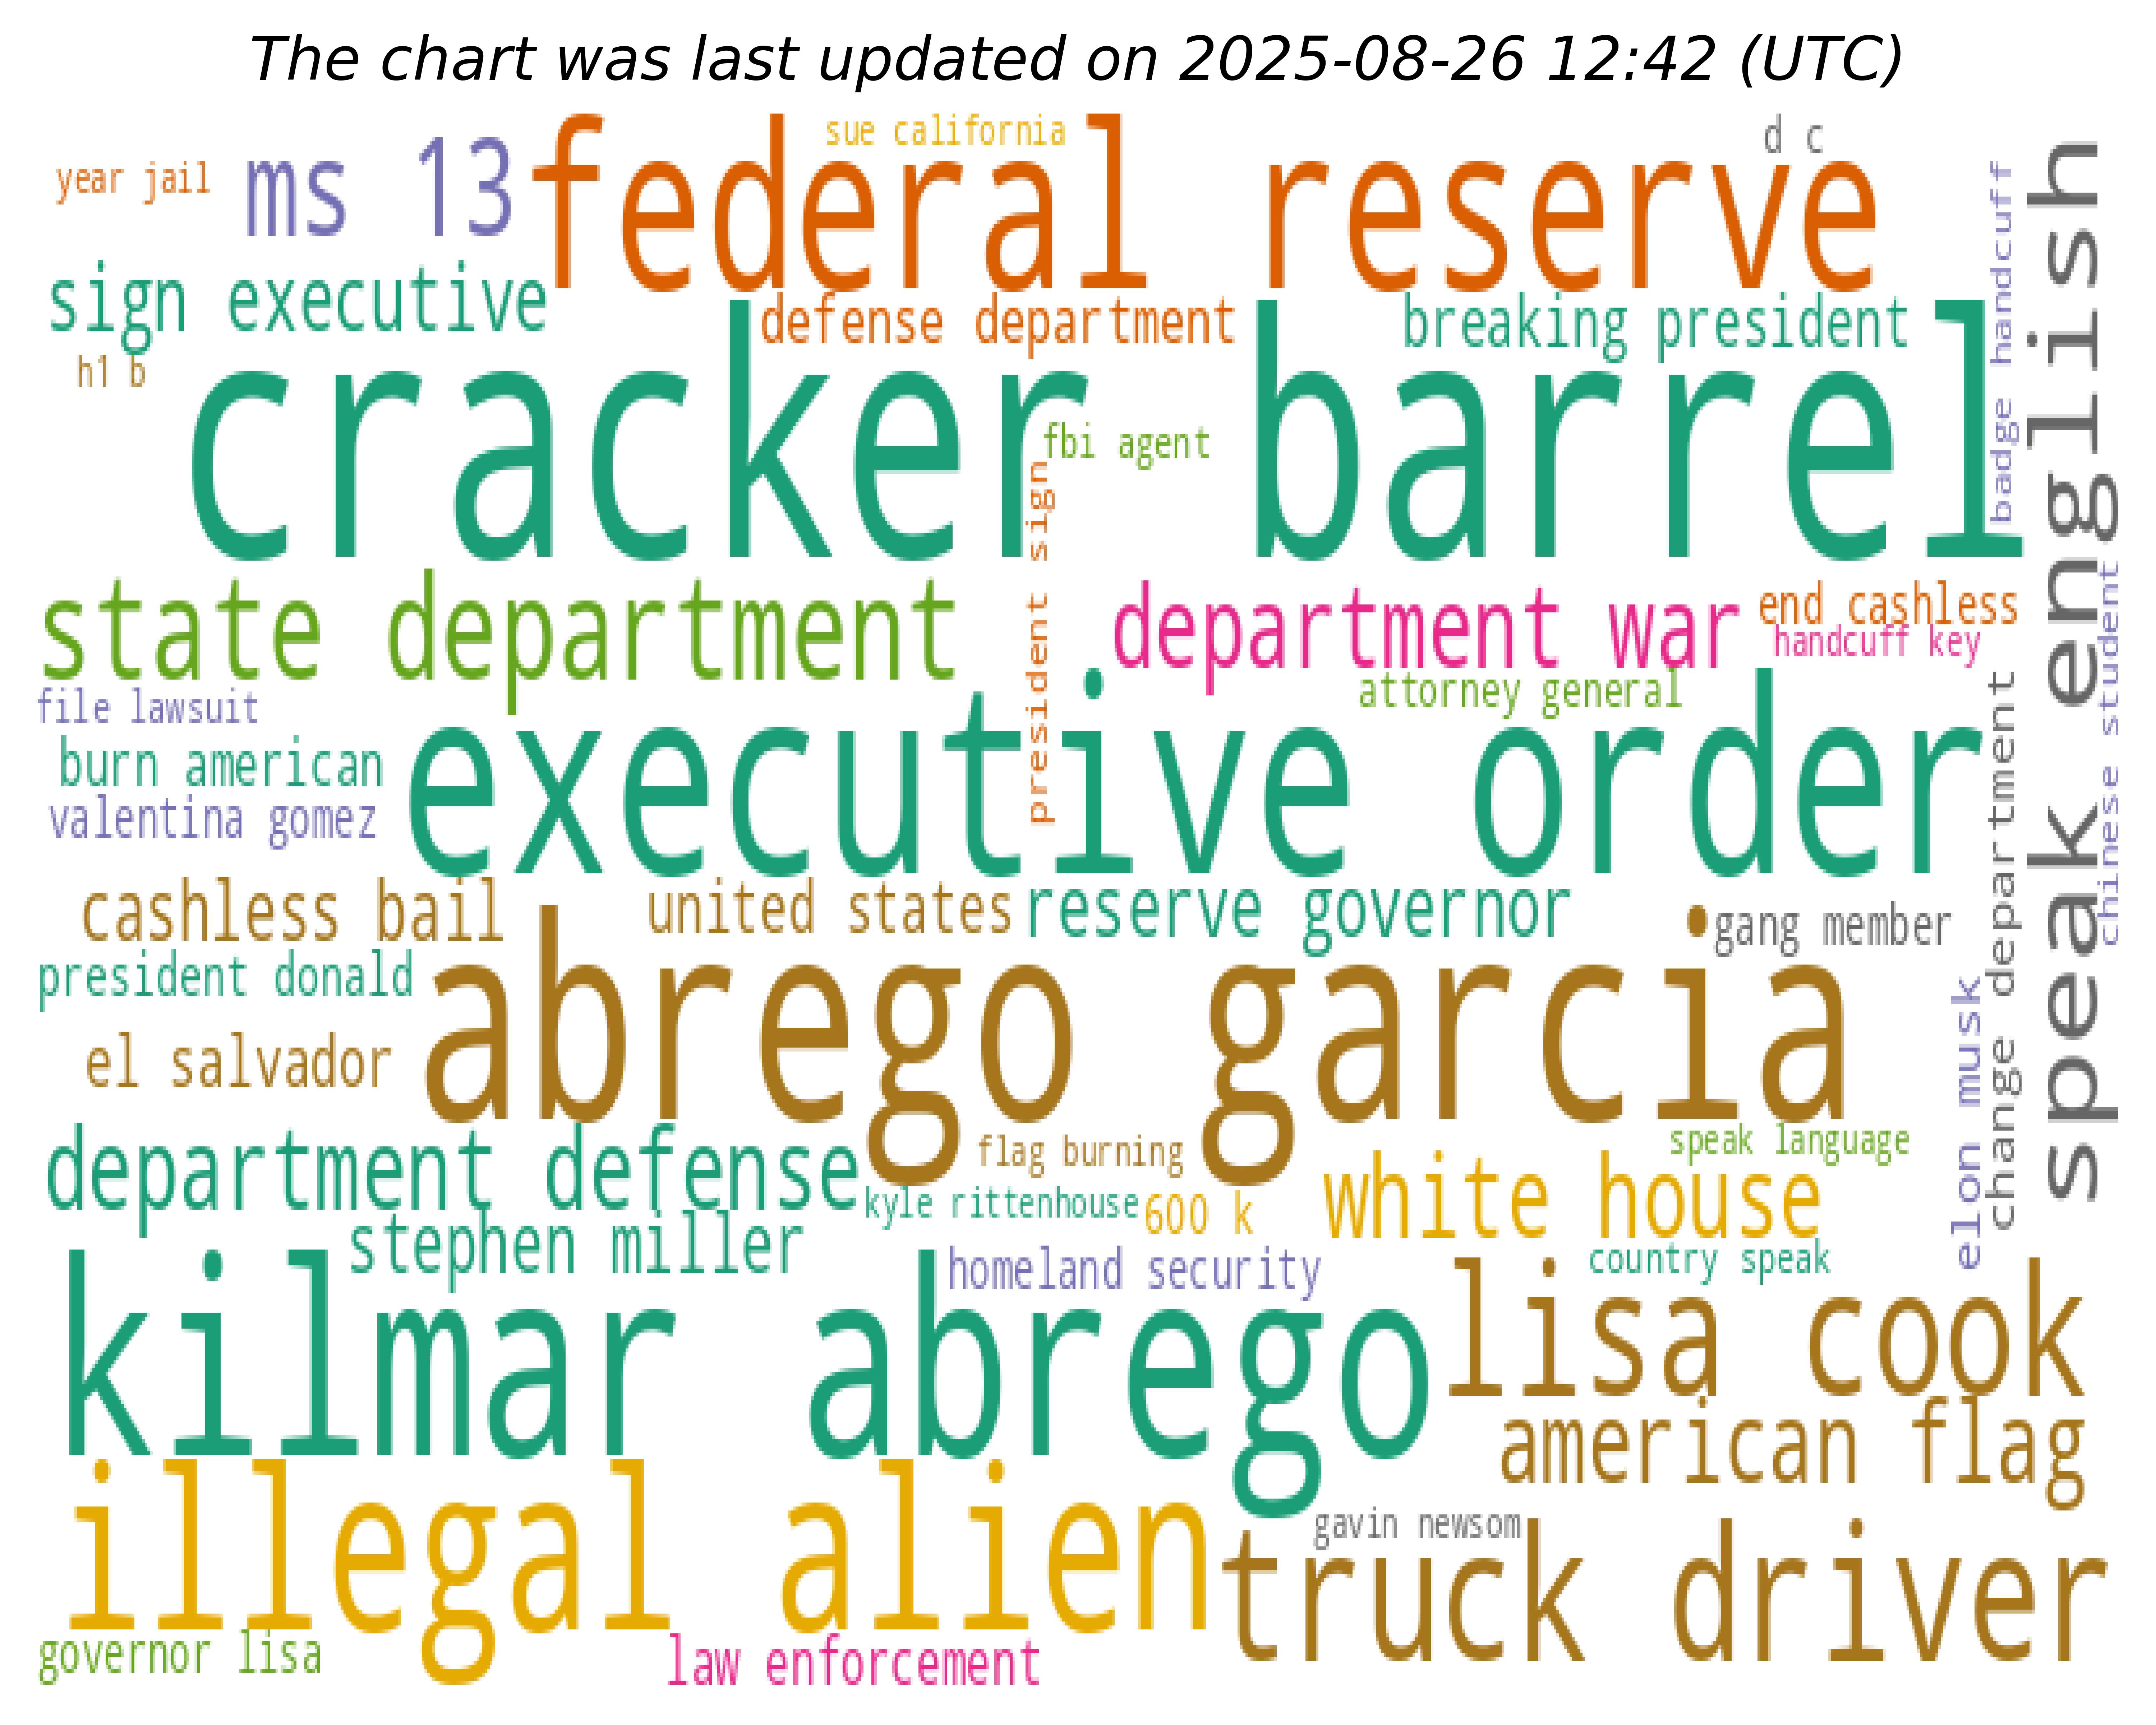 The chart was last updated on 2025-08-26 12:42 (UTC)
sue california
d c
year jail
ms 13
federal reserve
sign executive
defense department
breaking president
h1 b
cracker barrel
fbi agent
badge handcuff
speak english
president sign
state department
department war
end cashless
handcuff key
chinese student
file lawsuit
attorney general
burn american
executive order
valentina gomez
change department
cashless bail
united states
reserve governor
gang member
president donald
abrego garcia
el salvador
elon musk
department defense
flag burning
speak language
kyle rittenhouse
600 k
white house
stephen miller
homeland security
country speak
kilmar abrego
lisa cook
american flag
illegal alien
gavin newsom
truck driver
governor lisa
law enforcement